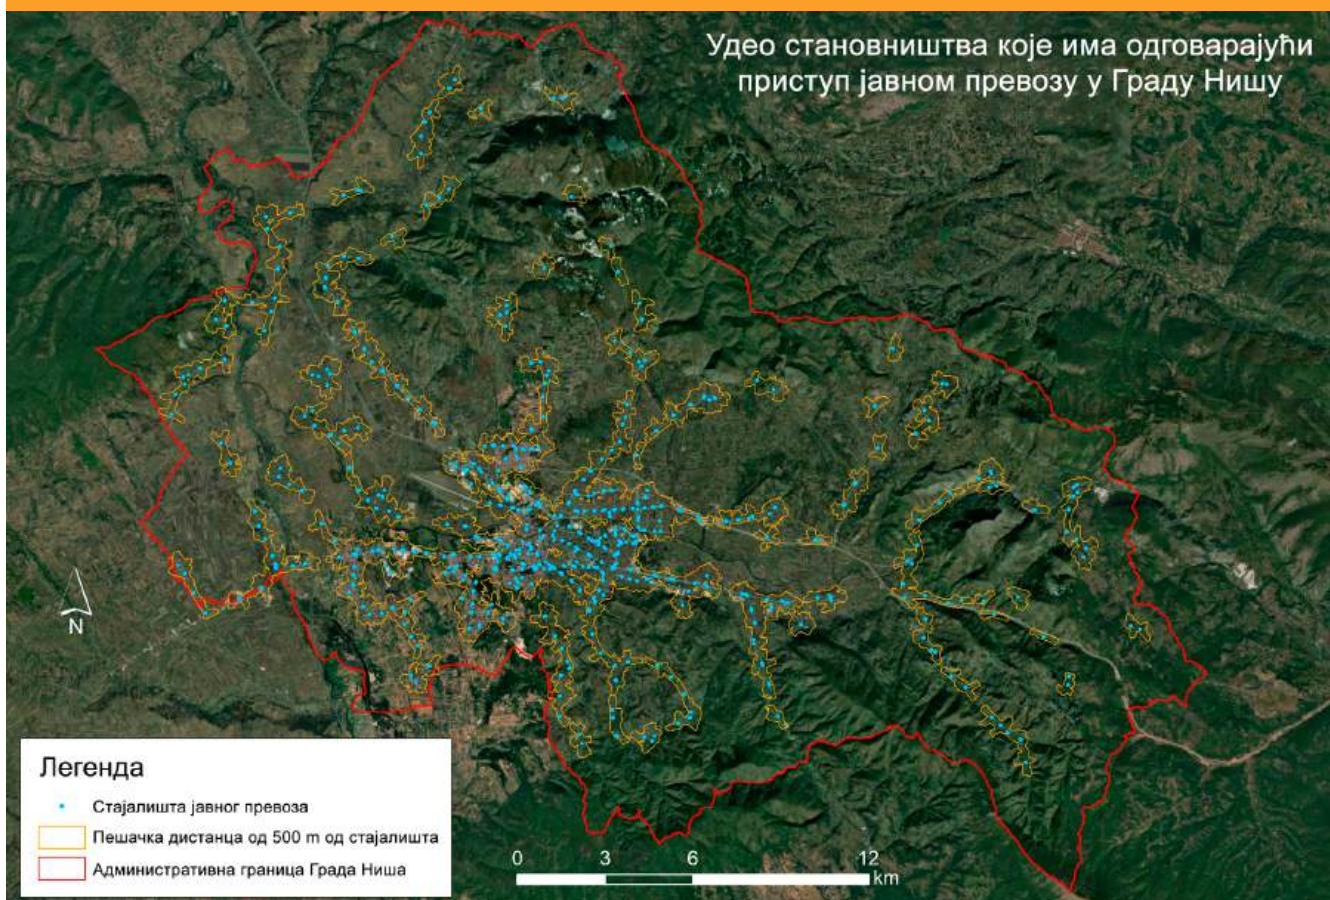 Удео становништва које има одговарајући
приступ јавном превозу у Граду Нишу
N
Легенда
Стајалишта јавног превоза
Пешачка дистанца од 500 m од стајалишта
Административна граница Града Ниша
0 3 6 12
km